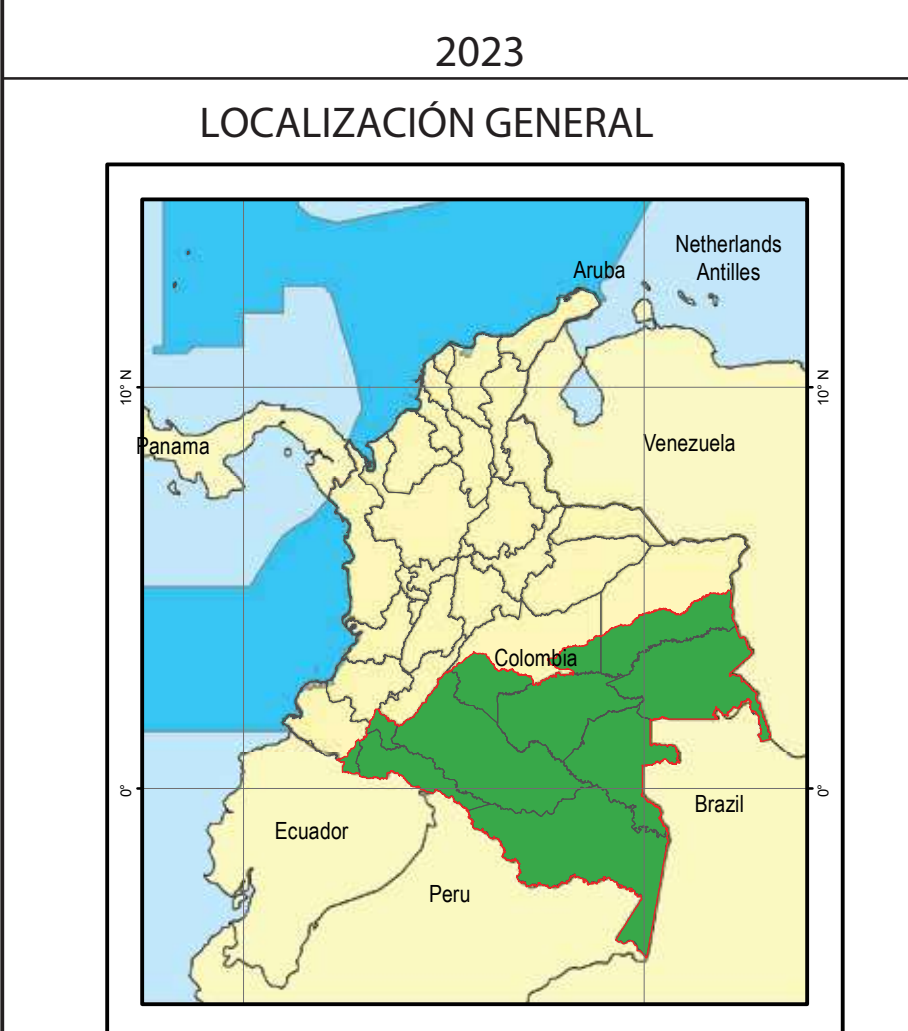 2023
LOCALIZACIÓN GENERAL
Netherlands
Antilles
Aruba
10° N
10° N
Panama
Venezuela
Colombia
0°
0°
Brazil
Ecuador
Peru